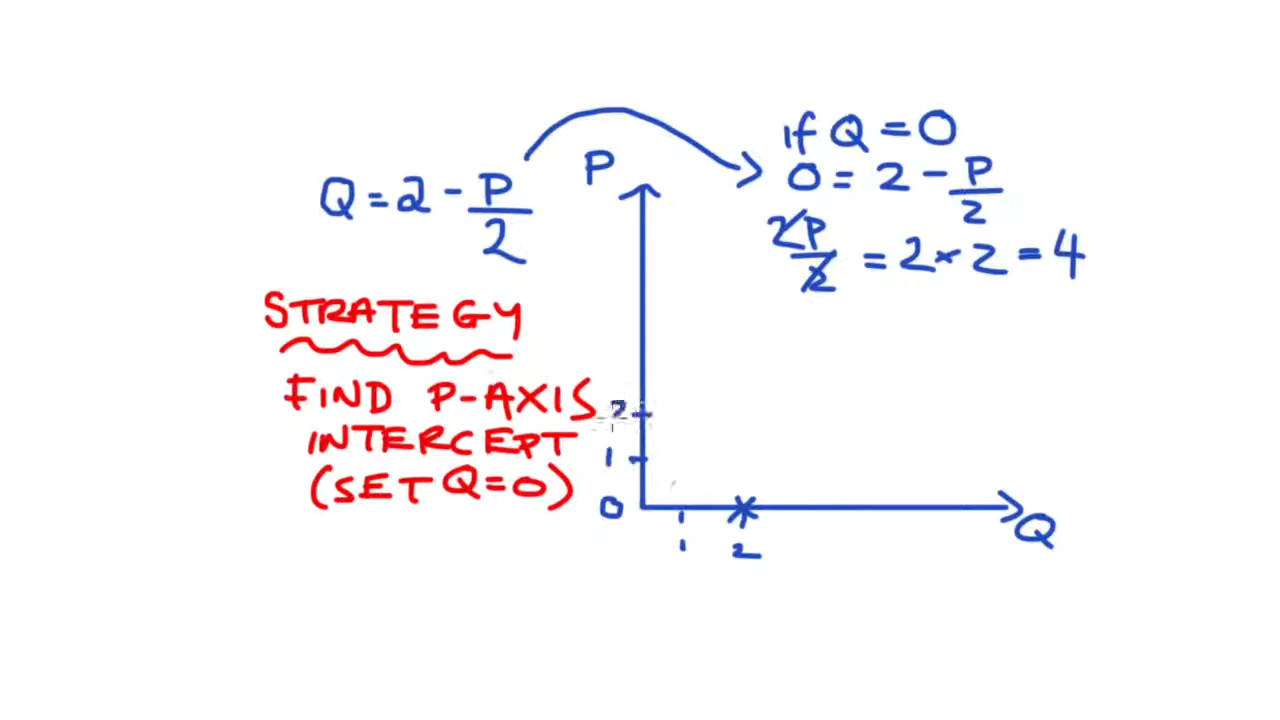 if Q = 0
Q = 2 - P/2
P
0 = 2 - P/2
2P/2 = 2 × 2 = 4
STRATEGY
FIND P-AXIS
INTERCEPT
(SET Q=0)
2
1
0
1
2
Q